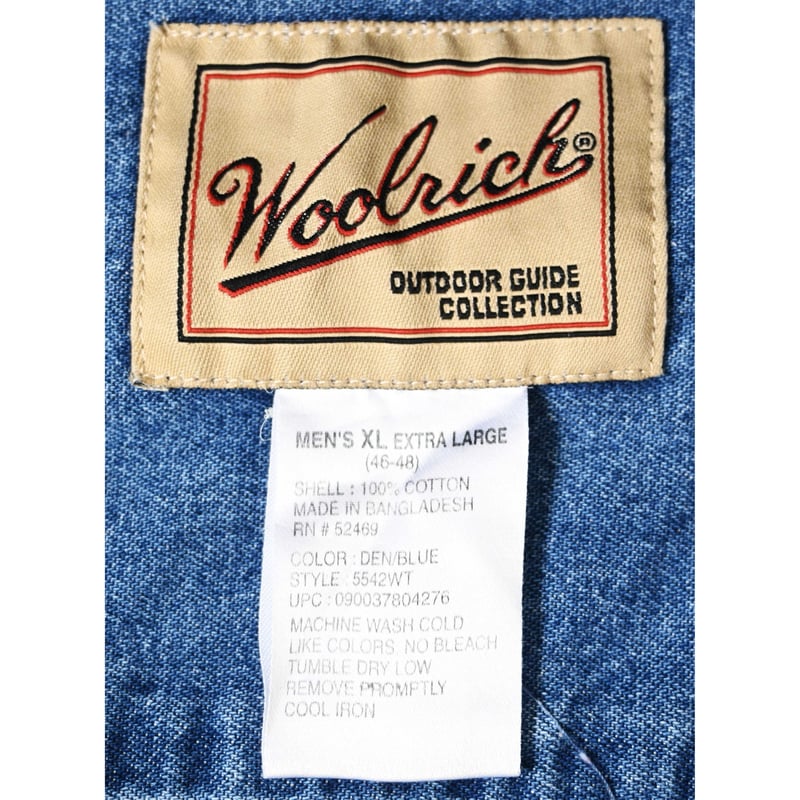 Woolrich®
OUTDOOR GUIDE
COLLECTION
MEN'S XL EXTRA LARGE
(46-48)
SHELL : 100% COTTON
MADE IN BANGLADESH
RN # 52469
COLOR : DEN/BLUE
STYLE : 5542WT
UPC : 090037804276
MACHINE WASH COLD
LIKE COLORS. NO BLEACH
TUMBLE DRY LOW
REMOVE PROMPTLY
COOL IRON